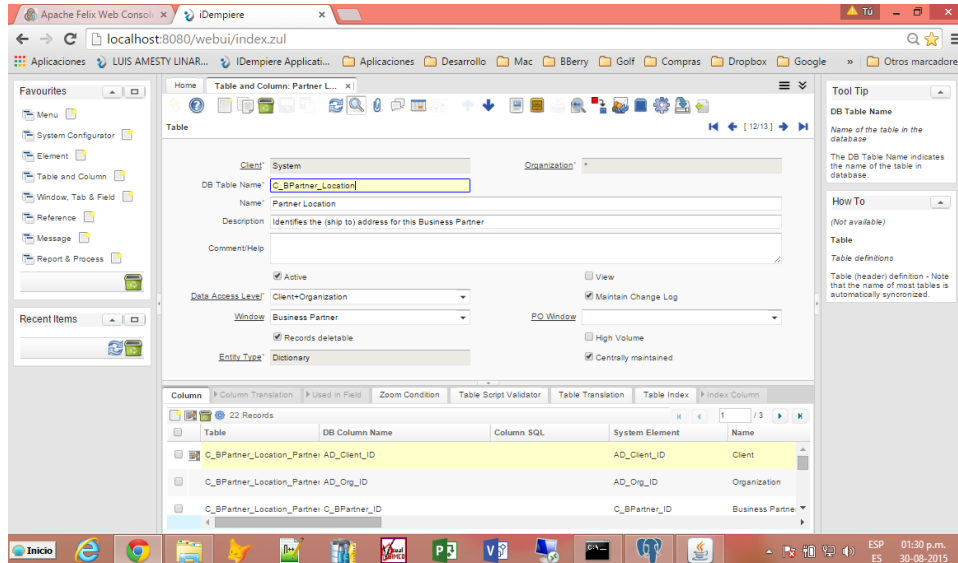 Apache Felix Web Consol
iDempiere
Tú
localhost:8080/webui/index.zul
Aplicaciones
LUIS AMESTY LINAR...
IDempiere Applicati...
Aplicaciones
Desarrollo
Mac
BBerry
Golf
Compras
Dropbox
Google
»
Otros marcadore
Favourites
Menu
System Configurator
Element
Table and Column
Window, Tab & Field
Reference
Message
Report & Process
Recent Items
Home
Table and Column: Partner L...
Table
[ 12/13 ]
Client* System
Organization* *
DB Table Name* C_BPartner_Location
Name* Partner Location
Description Identifies the (ship to) address for this Business Partner
Comment/Help
Active
View
Data Access Level* Client+Organization
Maintain Change Log
Window Business Partner
PO Window
Records deletable
High Volume
Entity Type* Dictionary
Centrally maintained
Column
Column Translation
Used in Field
Zoom Condition
Table Script Validator
Table Translation
Table Index
Index Column
22 Records
1 / 3
Table DB Column Name Column SQL System Element Name
C_BPartner_Location_Partner AD_Client_ID AD_Client_ID Client
C_BPartner_Location_Partner AD_Org_ID AD_Org_ID Organization
C_BPartner_Location_Partner C_BPartner_ID C_BPartner_ID Business Partner
Tool Tip
DB Table Name
Name of the table in the
database
The DB Table Name indicates
the name of the table in
database.
How To
(Not available)
Table
Table definitions
Table (header) definition - Note
that the name of most tables is
automatically syncronized.
Inicio
ESP
ES
01:30 p.m.
30-08-2015